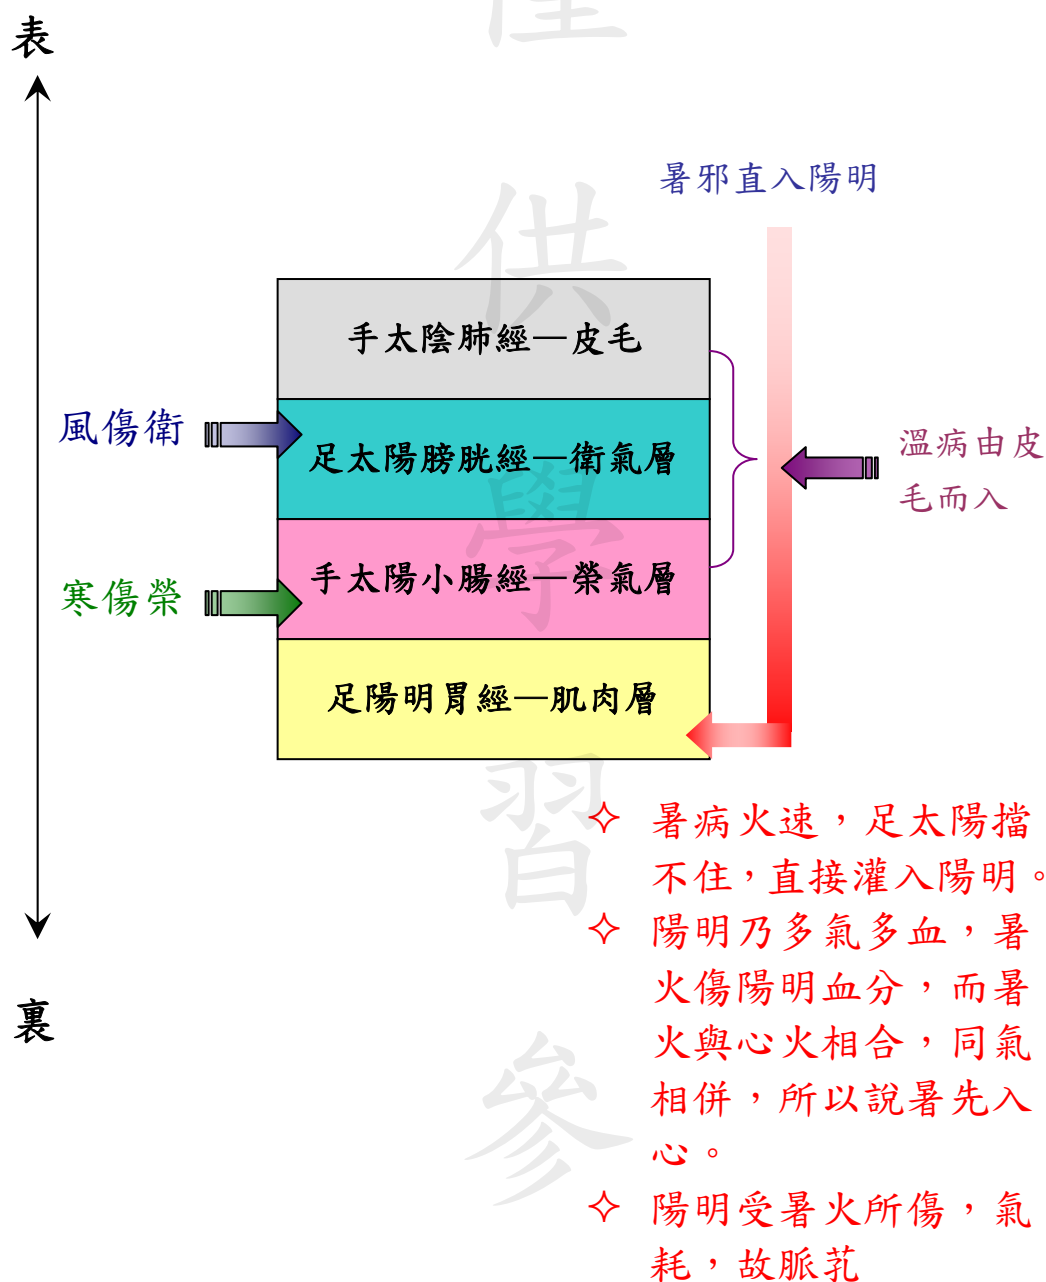 表
暑邪直入陽明
手太陰肺經—皮毛
風傷衛
足太陽膀胱經—衛氣層
溫病由皮
毛而入
手太陽小腸經—榮氣層
寒傷榮
足陽明胃經—肌肉層
✧ 暑病火速，足太陽擋
不住，直接灌入陽明。
✧ 陽明乃多氣多血，暑
火傷陽明血分，而暑
火與心火相合，同氣
相併，所以說暑先入
心。
✧ 陽明受暑火所傷，氣
耗，故脈芤
裏
僅
供
學
習
參